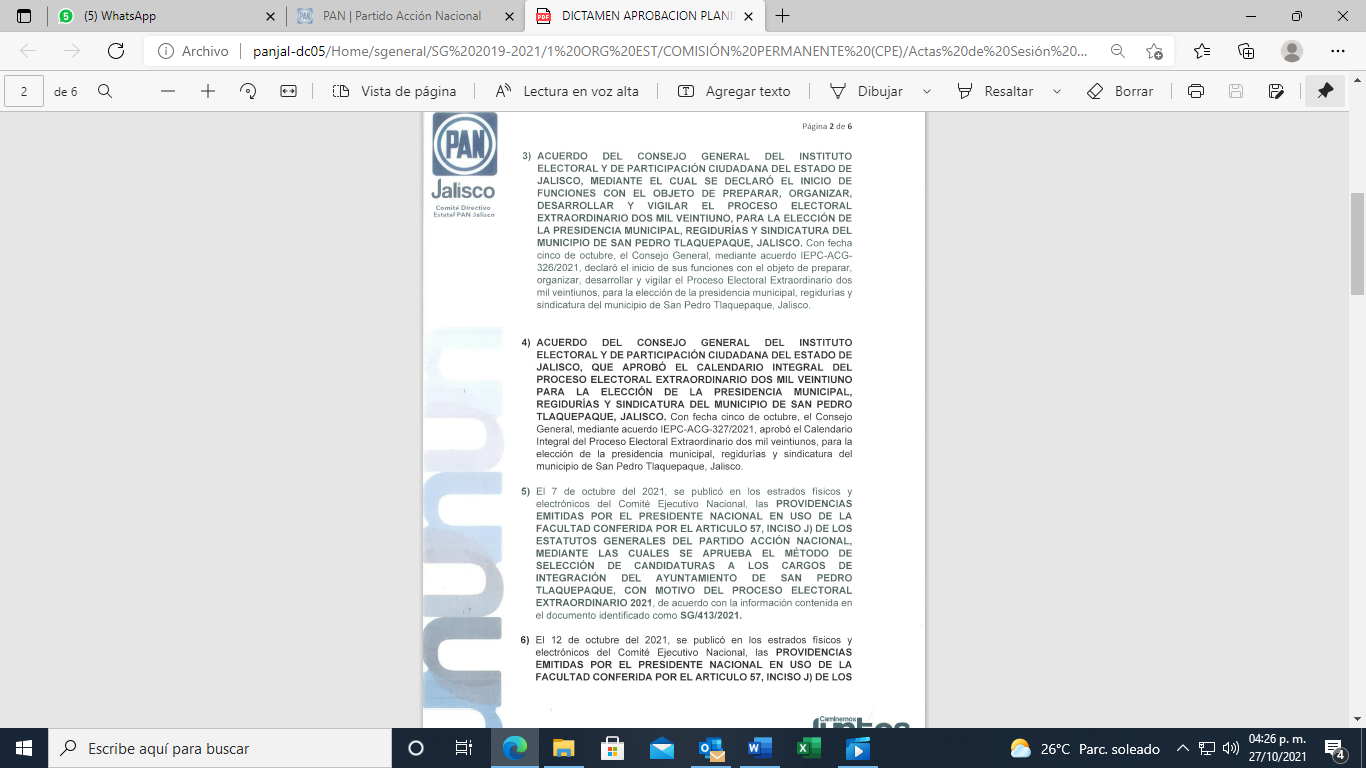 (5) WhatsApp
PAN | Partido Acción Nacional
DICTAMEN APROBACION PLANI
Archivo
panjal-dc05/Home/sgeneral/SG%202019-2021/1%20ORG%20EST/COMISIÓN%20PERMANENTE%20(CPE)/Actas%20de%20Sesión%20...
2 de 6
Vista de página
Lectura en voz alta
Agregar texto
Dibujar
Resaltar
Borrar
PAN
Jalisco
Comité Directivo
Estatal PAN Jalisco
Página 2 de 6
3) ACUERDO DEL CONSEJO GENERAL DEL INSTITUTO
ELECTORAL Y DE PARTICIPACIÓN CIUDADANA DEL ESTADO DE
JALISCO, MEDIANTE EL CUAL SE DECLARÓ EL INICIO DE
FUNCIONES CON EL OBJETO DE PREPARAR, ORGANIZAR,
DESARROLLAR Y VIGILAR EL PROCESO ELECTORAL
EXTRAORDINARIO DOS MIL VEINTIUNO, PARA LA ELECCIÓN DE
LA PRESIDENCIA MUNICIPAL, REGIDURÍAS Y SINDICATURA DEL
MUNICIPIO DE SAN PEDRO TLAQUEPAQUE, JALISCO. Con fecha
cinco de octubre, el Consejo General, mediante acuerdo IEPC-ACG-
326/2021, declaró el inicio de sus funciones con el objeto de preparar,
organizar, desarrollar y vigilar el Proceso Electoral Extraordinario dos
mil veintiunos, para la elección de la presidencia municipal, regidurías y
sindicatura del municipio de San Pedro Tlaquepaque, Jalisco.
4) ACUERDO DEL CONSEJO GENERAL DEL INSTITUTO
ELECTORAL Y DE PARTICIPACIÓN CIUDADANA DEL ESTADO DE
JALISCO, QUE APROBÓ EL CALENDARIO INTEGRAL DEL
PROCESO ELECTORAL EXTRAORDINARIO DOS MIL VEINTIUNO
PARA LA ELECCIÓN DE LA PRESIDENCIA MUNICIPAL,
REGIDURÍAS Y SINDICATURA DEL MUNICIPIO DE SAN PEDRO
TLAQUEPAQUE, JALISCO. Con fecha cinco de octubre, el Consejo
General, mediante acuerdo IEPC-ACG-327/2021, aprobó el Calendario
Integral del Proceso Electoral Extraordinario dos mil veintiunos, para la
elección de la presidencia municipal, regidurías y sindicatura del
municipio de San Pedro Tlaquepaque, Jalisco.
5) El 7 de octubre del 2021, se publicó en los estrados físicos y
electrónicos del Comité Ejecutivo Nacional, las PROVIDENCIAS
EMITIDAS POR EL PRESIDENTE NACIONAL EN USO DE LA
FACULTAD CONFERIDA POR EL ARTICULO 57, INCISO J) DE LOS
ESTATUTOS GENERALES DEL PARTIDO ACCIÓN NACIONAL,
MEDIANTE LAS CUALES SE APRUEBA EL MÉTODO DE
SELECCIÓN DE CANDIDATURAS A LOS CARGOS DE
INTEGRACIÓN DEL AYUNTAMIENTO DE SAN PEDRO
TLAQUEPAQUE, CON MOTIVO DEL PROCESO ELECTORAL
EXTRAORDINARIO 2021, de acuerdo con la información contenida en
el documento identificado como SG/413/2021.
6) El 12 de octubre del 2021, se publicó en los estrados físicos y
electrónicos del Comité Ejecutivo Nacional, las PROVIDENCIAS
EMITIDAS POR EL PRESIDENTE NACIONAL EN USO DE LA
FACULTAD CONFERIDA POR EL ARTICULO 57, INCISO J) DE LOS
Caminemos
Juntos
Escribe aquí para buscar
26°C Parc. soleado
04:26 p. m.
27/10/2021
4